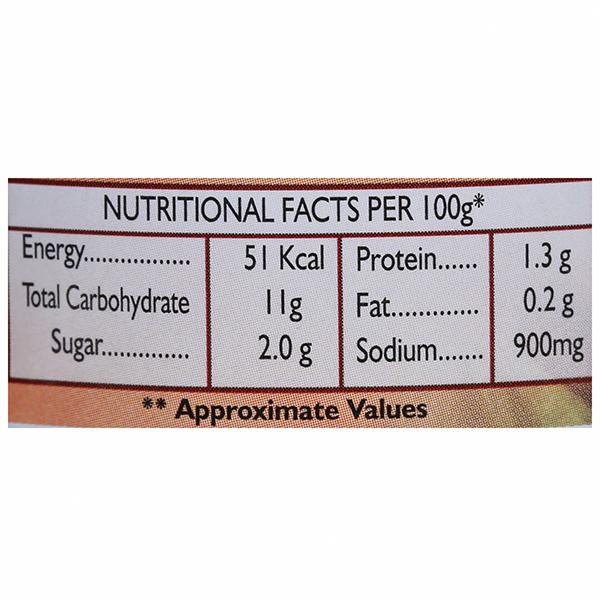 NUTRITIONAL FACTS PER 100g*
Energy................. 51 Kcal Protein...... 1.3 g
Total Carbohydrate 11g Fat............. 0.2 g
Sugar.............. 2.0 g Sodium....... 900mg
** Approximate Values